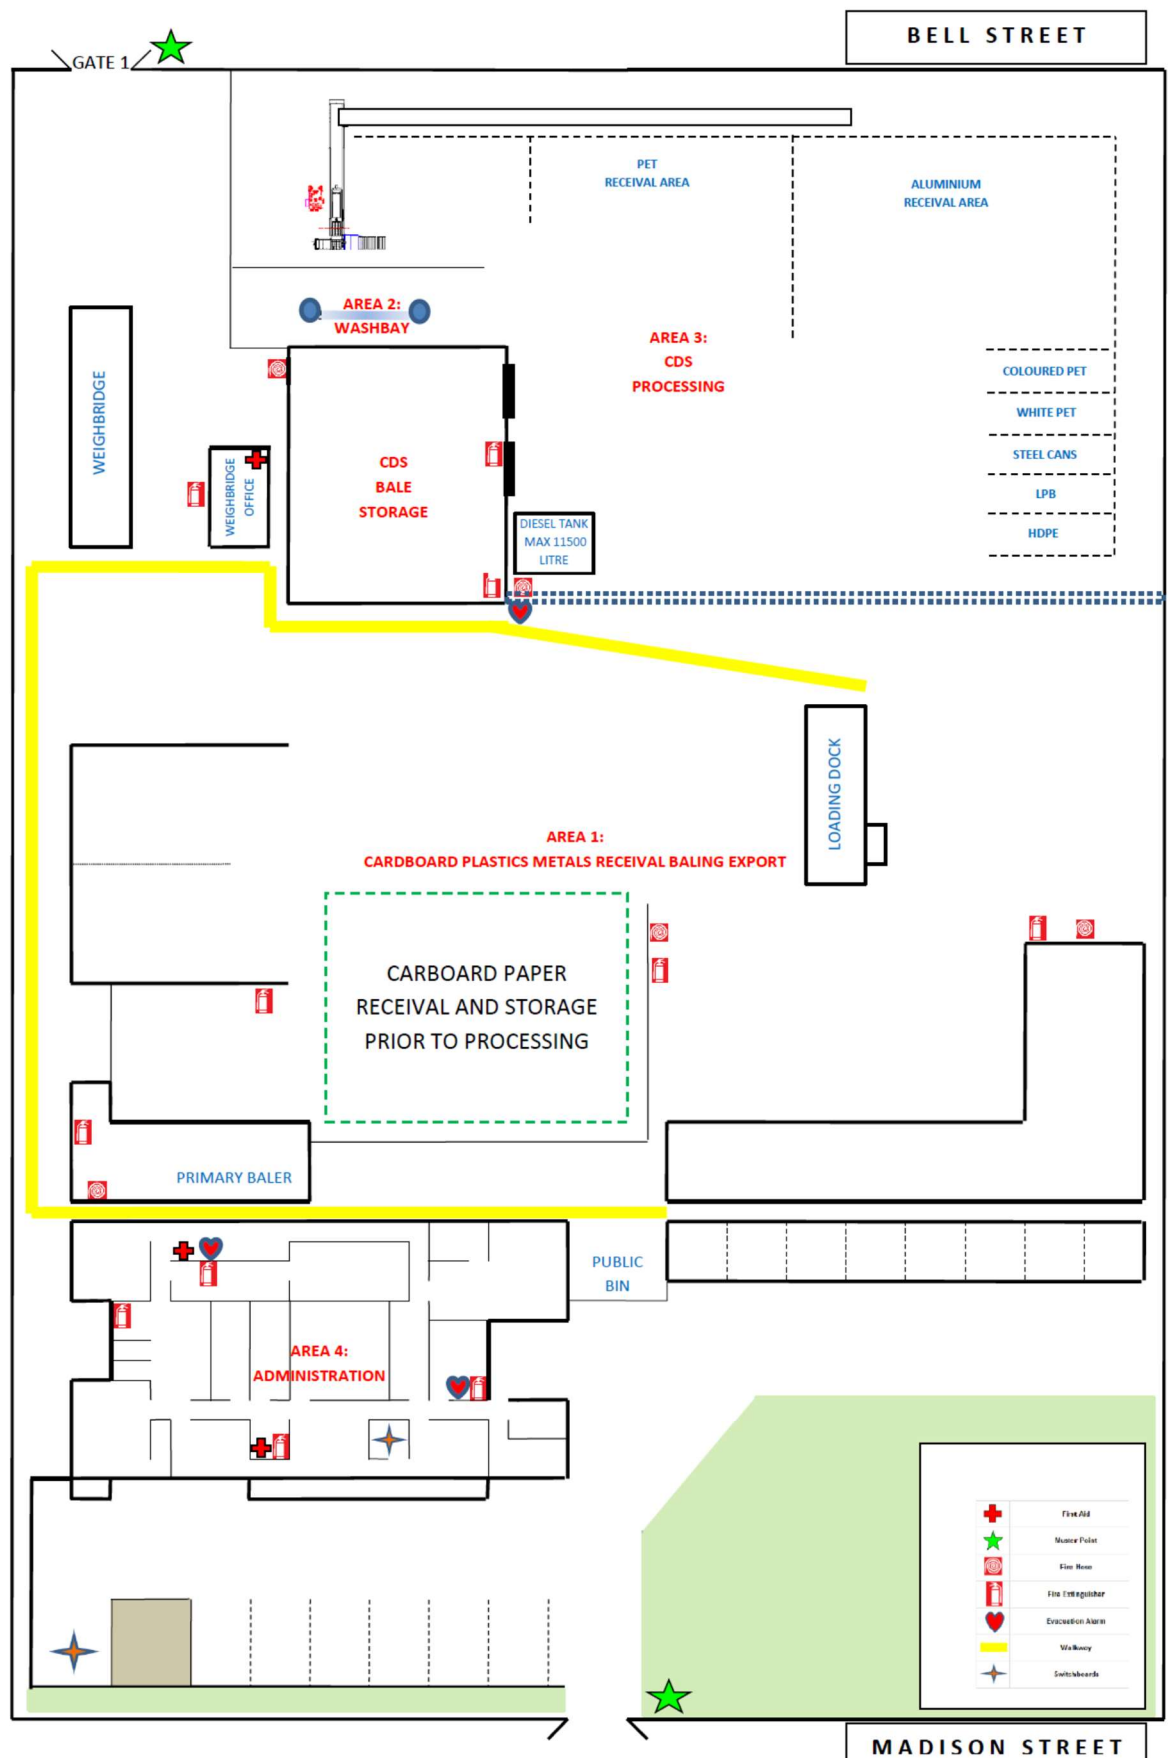 BELL STREET
GATE 1
PET
RECEIVAL AREA
ALUMINIUM
RECEIVAL AREA
AREA 2:
WASHBAY
AREA 3:
CDS
PROCESSING
COLOURED PET
WHITE PET
STEEL CANS
LPB
HDPE
WEIGHBRIDGE
WEIGHBRIDGE
OFFICE
CDS
BALE
STORAGE
DIESEL TANK
MAX 11500
LITRE
LOADING DOCK
AREA 1:
CARDBOARD PLASTICS METALS RECEIVAL BALING EXPORT
CARBOARD PAPER
RECEIVAL AND STORAGE
PRIOR TO PROCESSING
PRIMARY BALER
PUBLIC
BIN
AREA 4:
ADMINISTRATION
First Aid
Muster Point
Fire Hose
Fire Extinguisher
Evacuation Alarm
Walkway
Switchboards
MADISON STREET